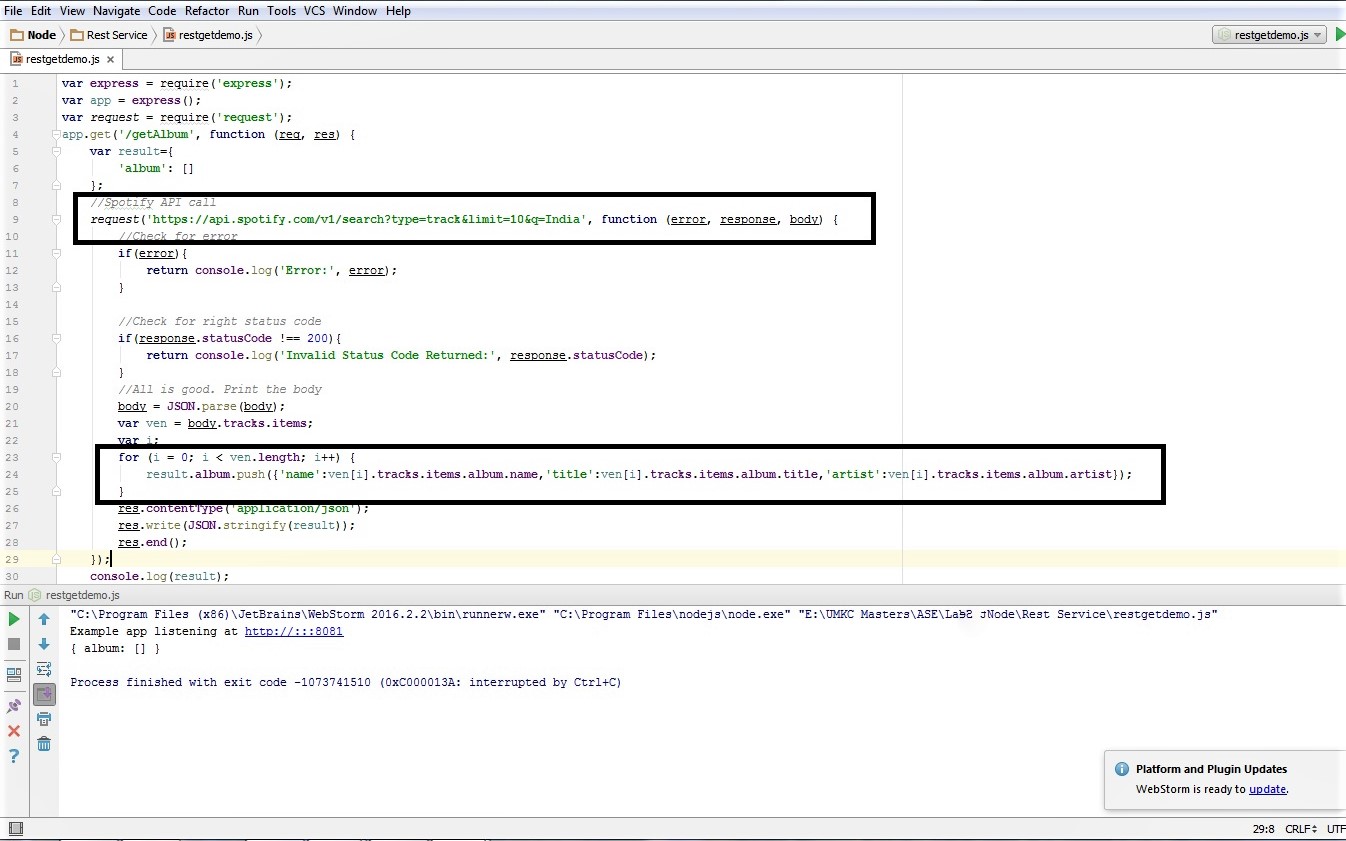 File Edit View Navigate Code Refactor Run Tools VCS Window Help
Node Rest Service restgetdemo.js restgetdemo.js
restgetdemo.js
1 var express = require('express');
2 var app = express();
3 var request = require('request');
4 app.get('/getAlbum', function (req, res) {
5 var result={
6 'album': []
7 };
8 //Spotify API call
9 request('https://api.spotify.com/v1/search?type=track&limit=10&q=India', function (error, response, body) {
10 //Check for error
11 if(error){
12 return console.log('Error:', error);
13 }
14
15 //Check for right status code
16 if(response.statusCode !== 200){
17 return console.log('Invalid Status Code Returned:', response.statusCode);
18 }
19 //All is good. Print the body
20 body = JSON.parse(body);
21 var ven = body.tracks.items;
22 var i;
23 for (i = 0; i < ven.length; i++) {
24 result.album.push({'name':ven[i].tracks.items.album.name,'title':ven[i].tracks.items.album.title,'artist':ven[i].tracks.items.album.artist});
25 }
26 res.contentType('application/json');
27 res.write(JSON.stringify(result));
28 res.end();
29 });
30 console.log(result);
Run restgetdemo.js
"C:\Program Files (x86)\JetBrains\WebStorm 2016.2.2\bin\runnerw.exe" "C:\Program Files\nodejs\node.exe" "E:\UMKC Masters\ASE\Rest Service\restgetdemo.js"
Example app listening at http://:::8081
{ album: [] }
Process finished with exit code -1073741510 (0xC000013A: interrupted by Ctrl+C)
Platform and Plugin Updates
WebStorm is ready to update.
29:8 CRLF UTF